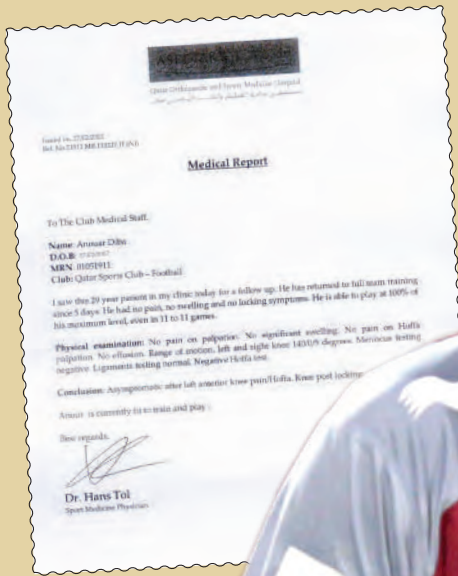 Qatar Orthopaedic and Sports Medicine Hospital
Medical Report
To The Club Medical Staff,
Name: Anouar Diba
D.O.B:
MRN: 01051911
Club: Qatar Sports Club – Football
I saw this 29 year patient in my clinic today for a follow up. He has returned to full team training
since 5 days. He had no pain, no swelling and no locking symptoms. He is able to play at 100% of
his maximum level, even in 11 to 11 games.
Physical examination: No pain on palpation. No significant swelling. No pain on Hoffa
palpation. No effusion. Range of motion, left and right knee 140/0/5 degrees. Meniscus testing
negative. Ligaments testing normal. Negative Hoffa test.
Conclusion: Asymptomatic after left anterior knee pain/Hoffa. Knee post locking
is currently fit to train and play.
Best regards,
Dr. Hans Tol
Sport Medicine Physician